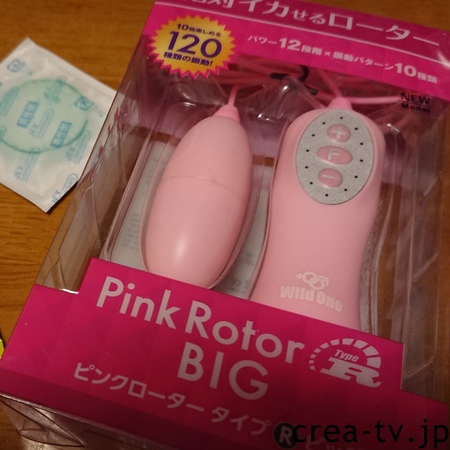 絶対イカせるローター
10倍楽しめる
120
種類の振動!
パワー12段階×振動パターン10種類
NEW
Model
+
F
−
Wild One
Pink Rotor
BIG
Type
R
ピンクローター タイプ R
crea-tv.jp